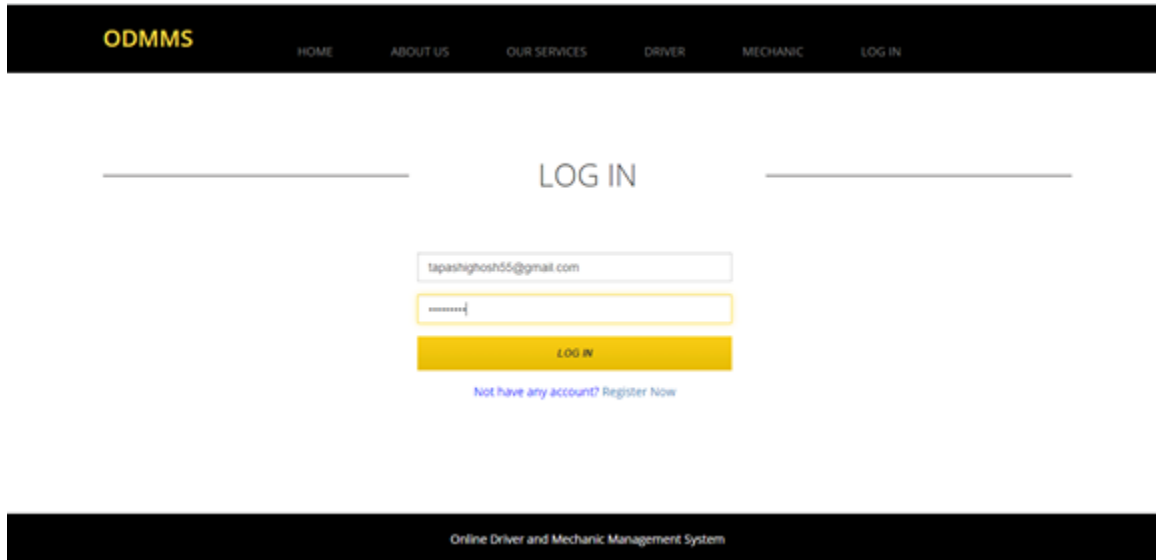 ODMMS
HOME ABOUT US OUR SERVICES DRIVER MECHANIC LOG IN
LOG IN
tapashighosh55@gmail.com
•••••••••
LOG IN
Not have any account? Register Now
Online Driver and Mechanic Management System